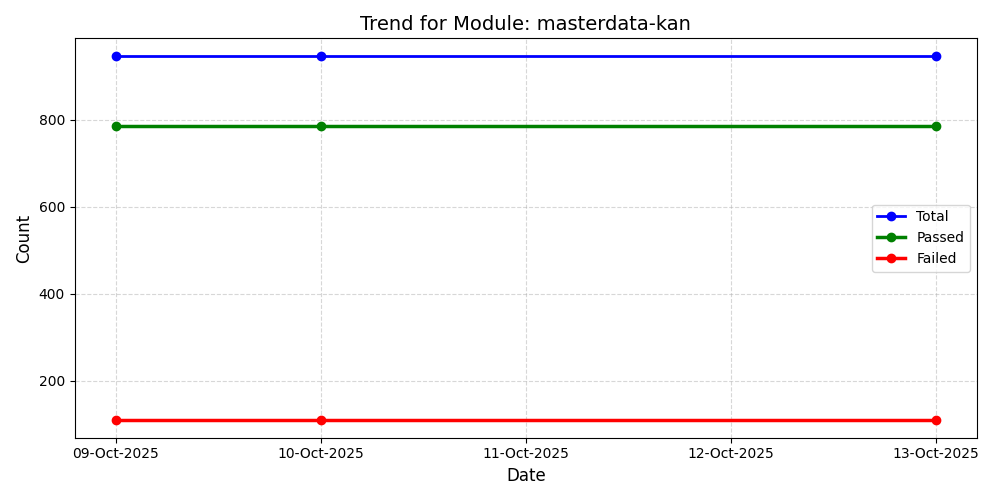 Trend for Module: masterdata-kan
800
600
400
200
Count
Total
Passed
Failed
09-Oct-2025
10-Oct-2025
11-Oct-2025
12-Oct-2025
13-Oct-2025
Date